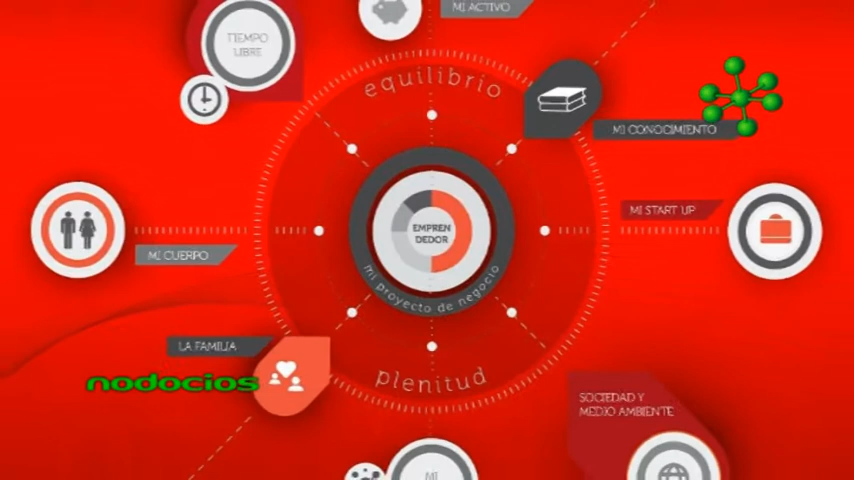 MI ACTIVO
TIEMPO
LIBRE
equilibrio
MI CONOCIMIENTO
MI START UP
EMPREN
DEDOR
MI CUERPO
mi proyecto de negocio
LA FAMILIA
nodocios
plenitud
SOCIEDAD Y
MEDIO AMBIENTE
MI